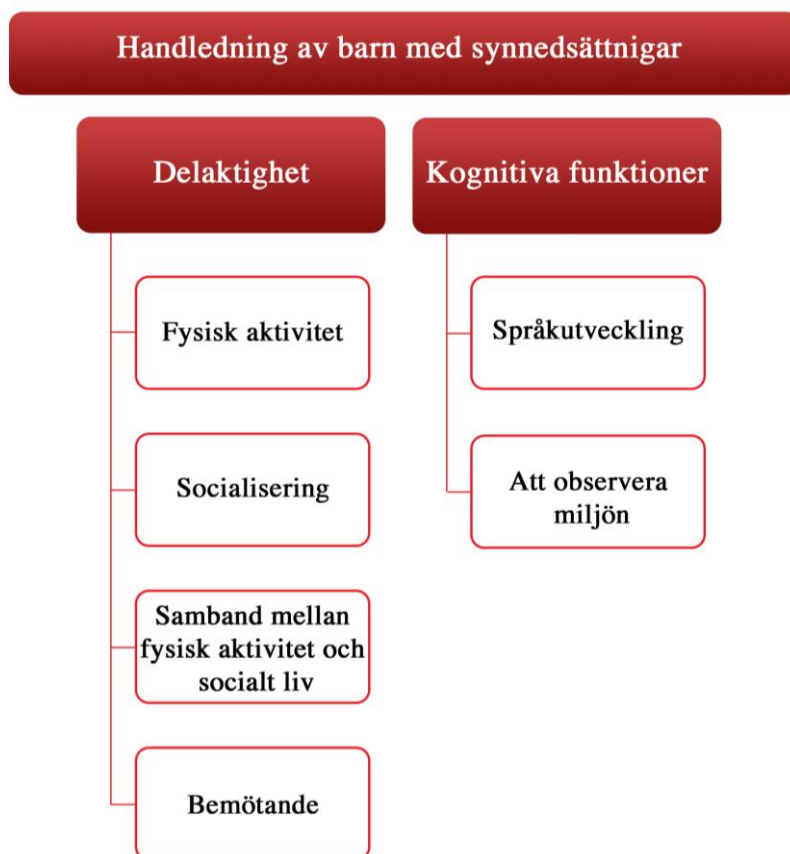 Handledning av barn med synnedsättnigar
Delaktighet
Fysisk aktivitet
Socialisering
Samband mellan
fysisk aktivitet och
socialt liv
Bemötande
Kognitiva funktioner
Språkutveckling
Att observera
miljön